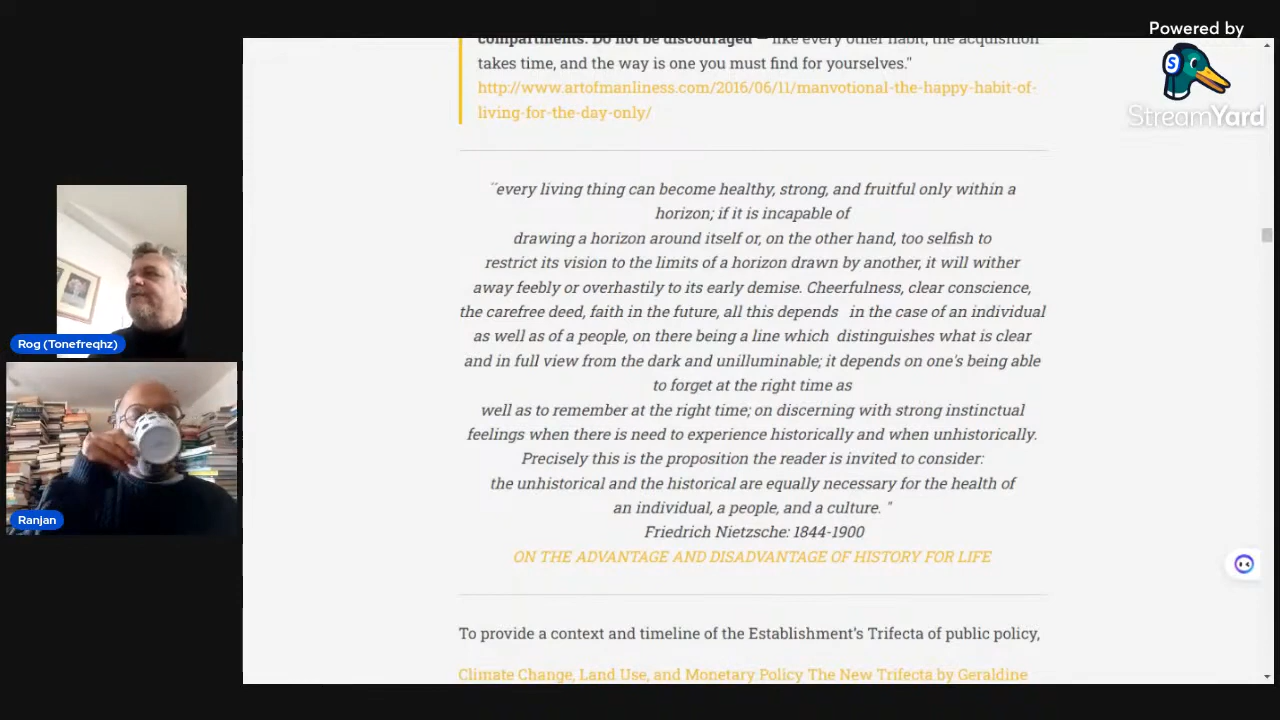 Powered by
StreamYard
compartments. Do not be discouraged — like every other habit, the acquisition
takes time, and the way is one you must find for yourselves."
http://www.artofmanliness.com/2016/06/11/manvotional-the-happy-habit-of-
living-for-the-day-only/
"every living thing can become healthy, strong, and fruitful only within a
horizon; if it is incapable of
drawing a horizon around itself or, on the other hand, too selfish to
restrict its vision to the limits of a horizon drawn by another, it will wither
away feebly or overhastily to its early demise. Cheerfulness, clear conscience,
the carefree deed, faith in the future, all this depends   in the case of an individual
as well as of a people, on there being a line which  distinguishes what is clear
and in full view from the dark and unilluminable; it depends on one's being able
to forget at the right time as
well as to remember at the right time; on discerning with strong instinctual
feelings when there is need to experience historically and when unhistorically.
Precisely this is the proposition the reader is invited to consider:
the unhistorical and the historical are equally necessary for the health of
an individual, a people, and a culture. "
Friedrich Nietzsche: 1844-1900
ON THE ADVANTAGE AND DISADVANTAGE OF HISTORY FOR LIFE
To provide a context and timeline of the Establishment's Trifecta of public policy,
Climate Change, Land Use, and Monetary Policy The New Trifecta by Geraldine
Rog (Tonefreqhz)
Ranjan